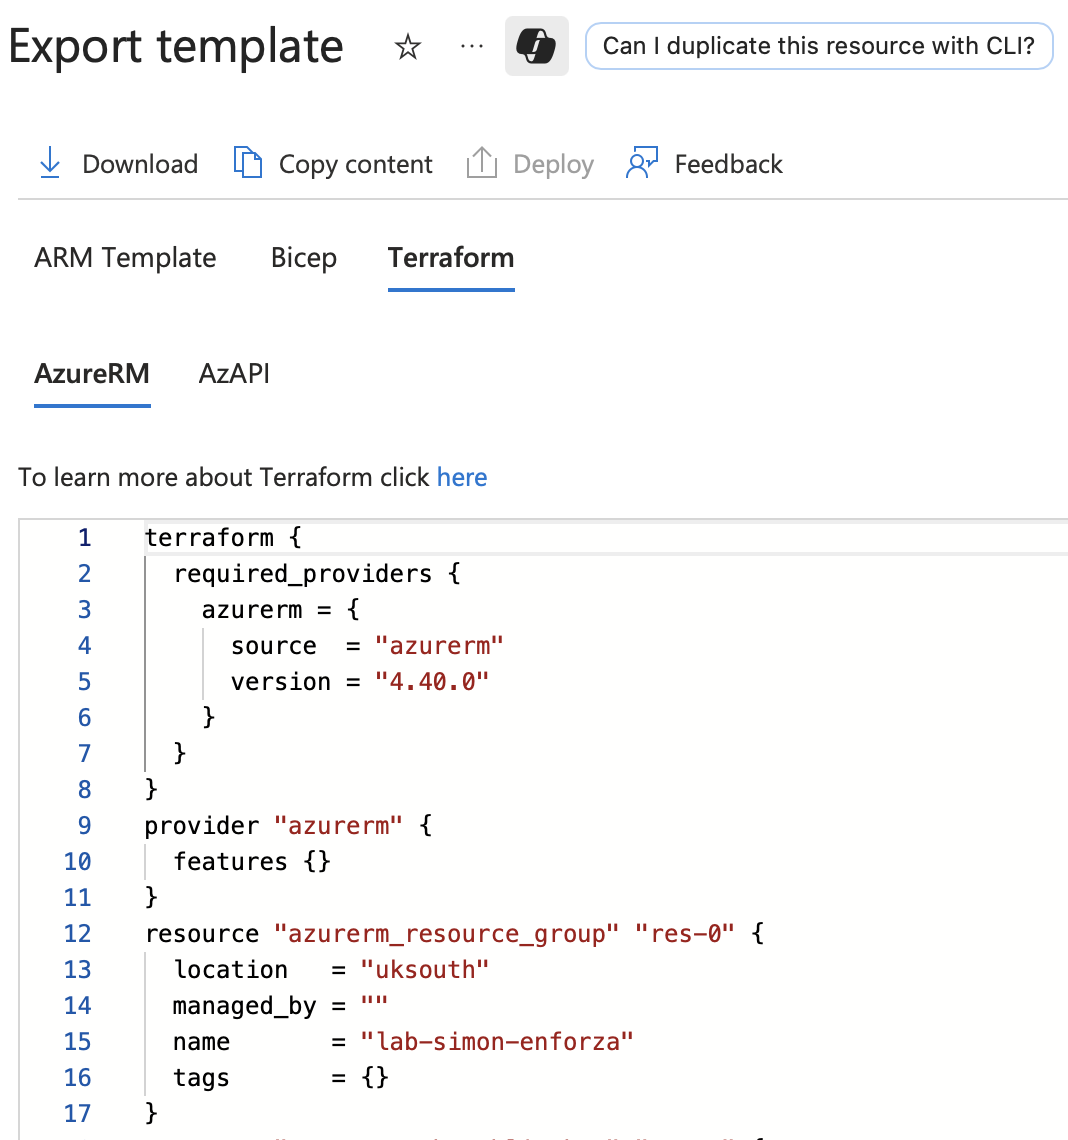 Export template ☆ ... Can I duplicate this resource with CLI?
Download Copy content Deploy Feedback
ARM Template Bicep Terraform
AzureRM AzAPI
To learn more about Terraform click here
1 terraform {
2   required_providers {
3     azurerm = {
4       source  = "azurerm"
5       version = "4.40.0"
6     }
7   }
8 }
9 provider "azurerm" {
10   features {}
11 }
12 resource "azurerm_resource_group" "res-0" {
13   location   = "uksouth"
14   managed_by = ""
15   name       = "lab-simon-enforza"
16   tags       = {}
17 }